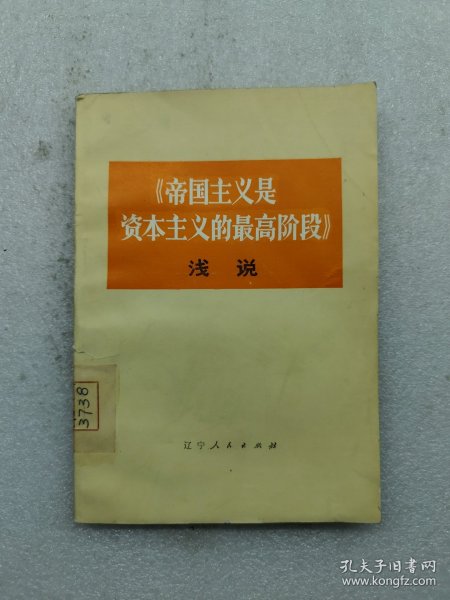 《帝国主义是
资本主义的最高阶段》
浅说
3738
辽宁人民出版社
孔夫子旧书网
www.kongfz.com